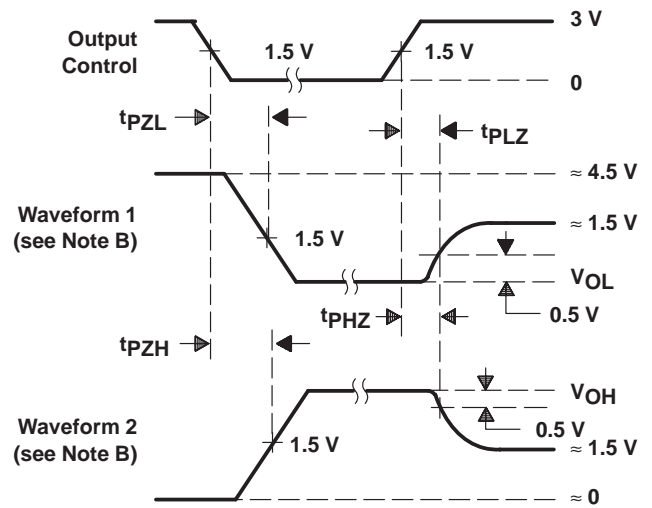 Output
Control
3 V
1.5 V
1.5 V
0
tPZL
tPLZ
≈ 4.5 V
Waveform 1
(see Note B)
1.5 V
≈ 1.5 V
VOL
0.5 V
tPHZ
tPZH
VOH
0.5 V
Waveform 2
(see Note B)
1.5 V
≈ 1.5 V
≈ 0